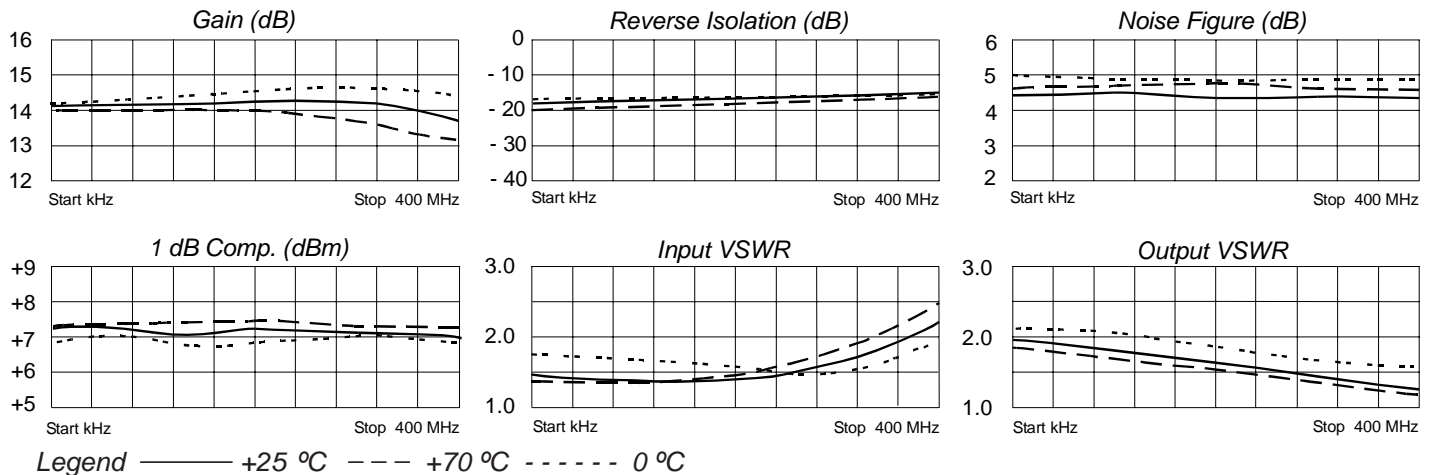 Gain (dB)
16
15
14
13
12
Start kHz
Stop 400 MHz
Reverse Isolation (dB)
0
- 10
- 20
- 30
- 40
Start kHz
Stop 400 MHz
Noise Figure (dB)
6
5
4
3
2
Start kHz
Stop 400 MHz
1 dB Comp. (dBm)
+9
+8
+7
+6
+5
Start kHz
Stop 400 MHz
Input VSWR
3.0
2.0
1.0
Start kHz
Stop 400 MHz
Output VSWR
3.0
2.0
1.0
Start kHz
Stop 400 MHz
Legend +25 ºC +70 ºC 0 ºC